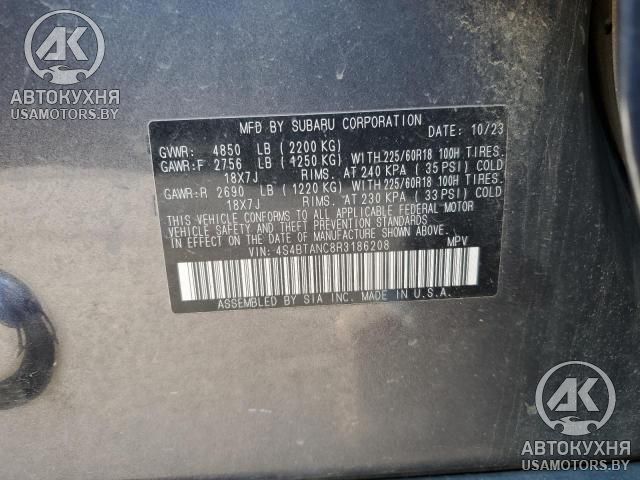 AK
АВТОКУХНЯ
USAMOTORS.BY
MFD BY SUBARU CORPORATION
DATE: 10/23
GVWR: 4850 LB (2200 KG)
GAWR:F 2756 LB (1250 KG) WITH 225/60R18 100H TIRES.
18X7J RIMS. AT 240 KPA (35 PSI) COLD
GAWR:R 2690 LB (1220 KG) WITH 225/60R18 100H TIRES.
18X7J RIMS. AT 230 KPA (33 PSI) COLD
THIS VEHICLE CONFORMS TO ALL APPLICABLE FEDERAL MOTOR
VEHICLE SAFETY AND THEFT PREVENTION STANDARDS
IN EFFECT ON THE DATE OF MANUFACTURE SHOWN ABOVE.
VIN: 4S4BTANC8R3186208 MPV
ASSEMBLED BY SIA INC. MADE IN U.S.A.
AK
АВТОКУХНЯ
USAMOTORS.BY